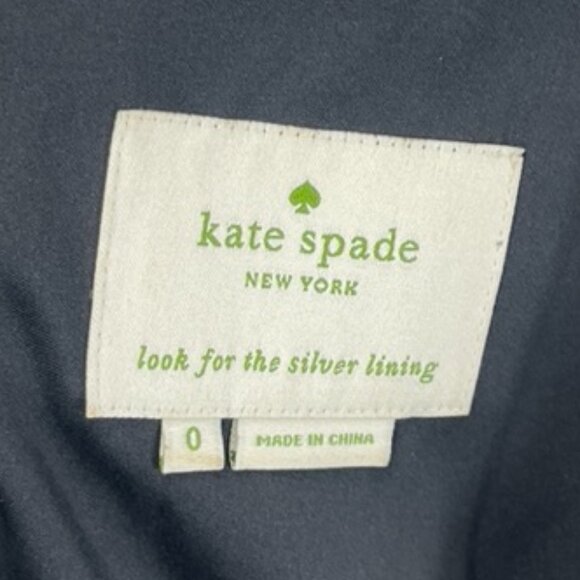 kate spade
NEW YORK
look for the silver lining
0
MADE IN CHINA